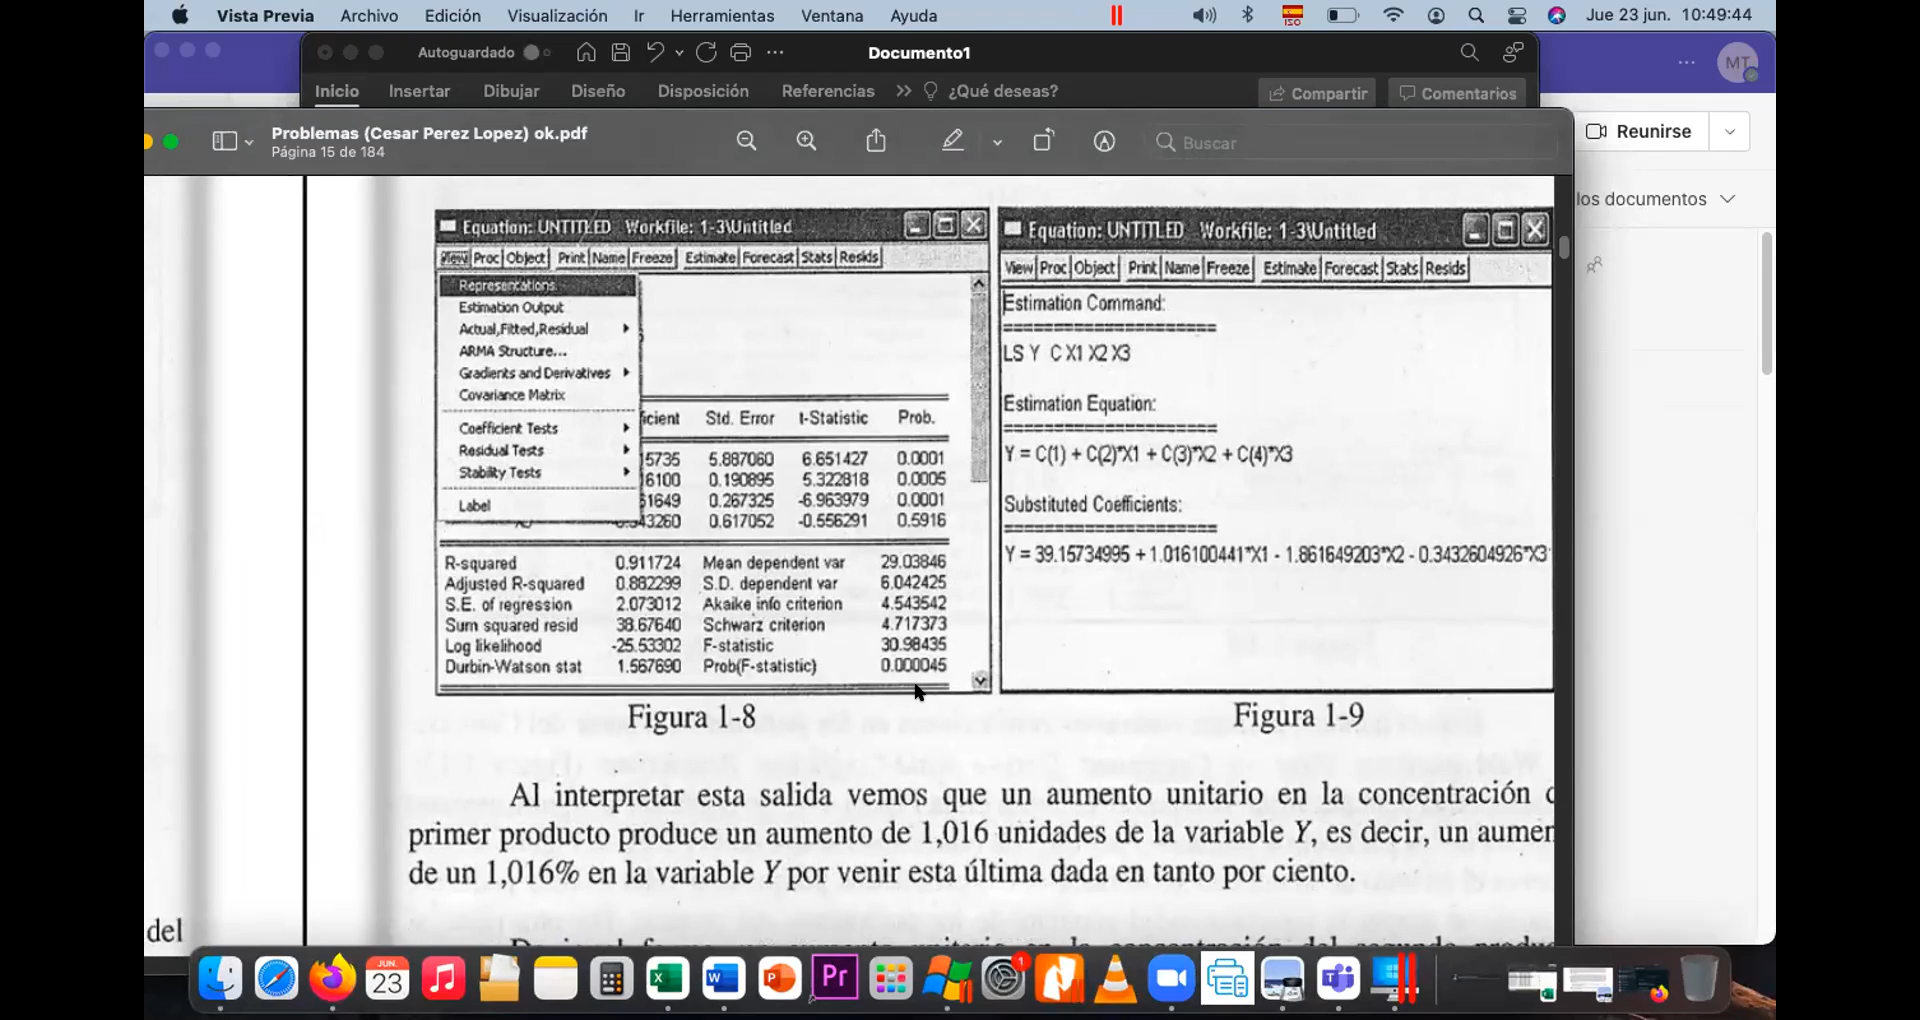 Vista Previa Archivo Edición Visualización Ir Herramientas Ventana Ayuda ISO Jue 23 jun. 10:49:44
Autoguardado Documento1
MT
Inicio Insertar Dibujar Diseño Disposición Referencias ¿Qué deseas? Compartir Comentarios
Problemas (Cesar Perez Lopez) ok.pdf
Página 15 de 184
Buscar
Reunirse
los documentos
Equation: UNTITLED Workfile: 1-3\Untitled
View Proc Object Print Name Freeze Estimate Forecast Stats Resids
Representations
Estimation Output
Actual,Fitted,Residual
ARMA Structure...
Gradients and Derivatives
Covariance Matrix
Coefficient Tests
Residual Tests
Stability Tests
Label
icient Std. Error t-Statistic Prob.
5735 5.887060 6.651427 0.0001
6100 0.190895 5.322818 0.0005
61649 0.267325 -6.963979 0.0001
-0.343260 0.617052 -0.556291 0.5916
R-squared 0.911724 Mean dependent var 29.03846
Adjusted R-squared 0.882299 S.D. dependent var 6.042425
S.E. of regression 2.073012 Akaike info criterion 4.543542
Sum squared resid 38.67640 Schwarz criterion 4.717373
Log likelihood -25.53302 F-statistic 30.98435
Durbin-Watson stat 1.567690 Prob(F-statistic) 0.000045
Figura 1-8
Equation: UNTITLED Workfile: 1-3\Untitled
View Proc Object Print Name Freeze Estimate Forecast Stats Resids
Estimation Command:
=====================
LS Y C X1 X2 X3
Estimation Equation:
=====================
Y = C(1) + C(2)*X1 + C(3)*X2 + C(4)*X3
Substituted Coefficients:
=====================
Y = 39.15734995 + 1.016100441*X1 - 1.861649203*X2 - 0.3432604926*X3
Figura 1-9
Al interpretar esta salida vemos que un aumento unitario en la concentración
primer producto produce un aumento de 1,016 unidades de la variable Y, es decir, un aumen
de un 1,016% en la variable Y por venir esta última dada en tanto por ciento.
del
JUN.
23
Pr
1